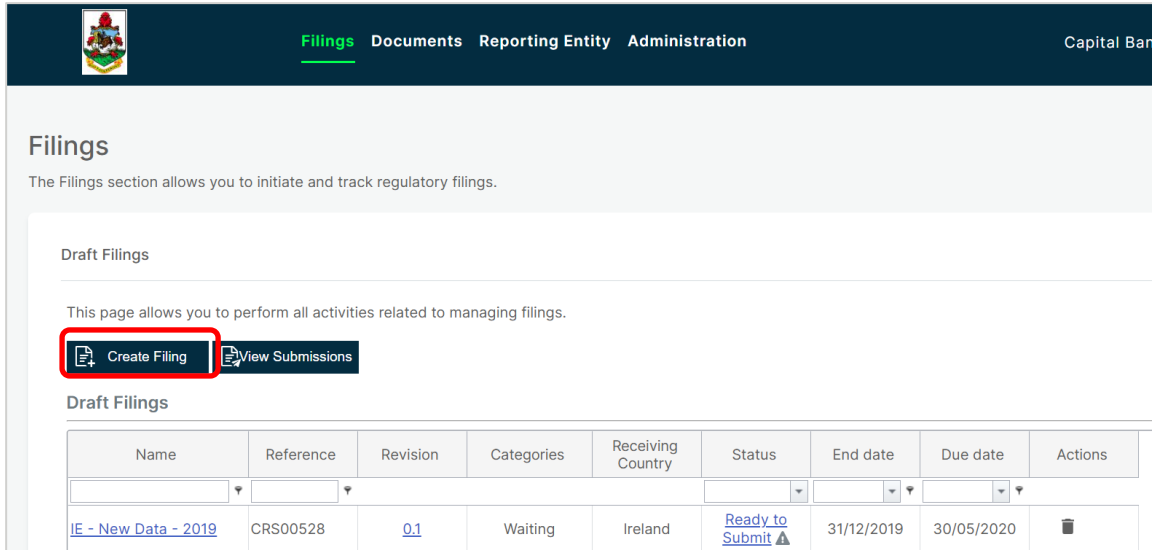 Filings Documents Reporting Entity Administration Capital Ban
Filings
The Filings section allows you to initiate and track regulatory filings.
Draft Filings
This page allows you to perform all activities related to managing filings.
Create Filing View Submissions
Draft Filings
Name Reference Revision Categories Receiving Country Status End date Due date Actions
IE - New Data - 2019 CRS00528 0.1 Waiting Ireland Ready to Submit 31/12/2019 30/05/2020